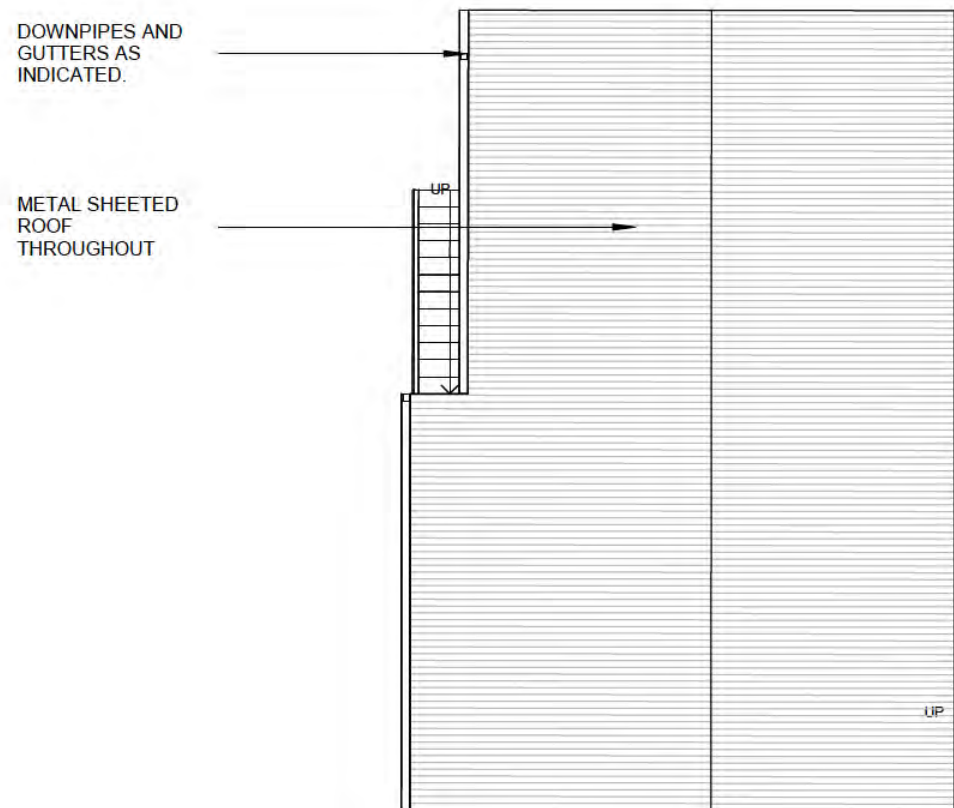 DOWNPIPES AND
GUTTERS AS
INDICATED.
UP
METAL SHEETED
ROOF
THROUGHOUT
UP